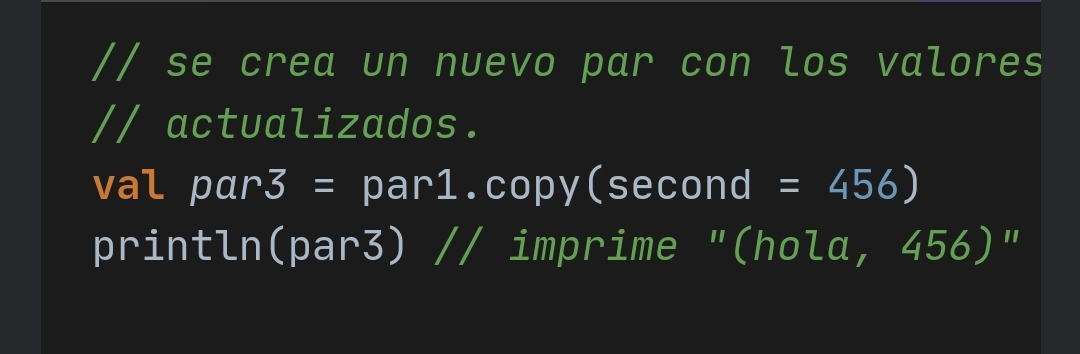 // se crea un nuevo par con los valores
// actualizados.
val par3 = par1.copy(second = 456)
println(par3) // imprime "(hola, 456)"